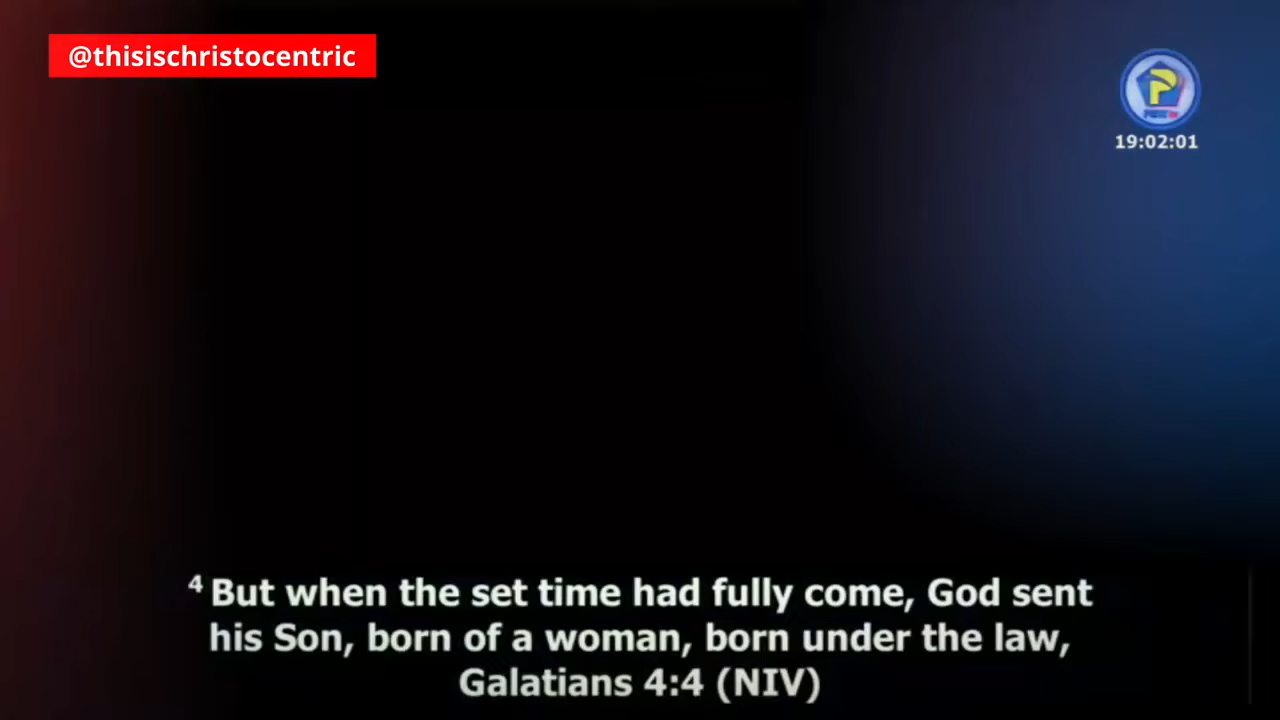 @thisischristocentric
P
19:02:01
4 But when the set time had fully come, God sent
his Son, born of a woman, born under the law,
Galatians 4:4 (NIV)